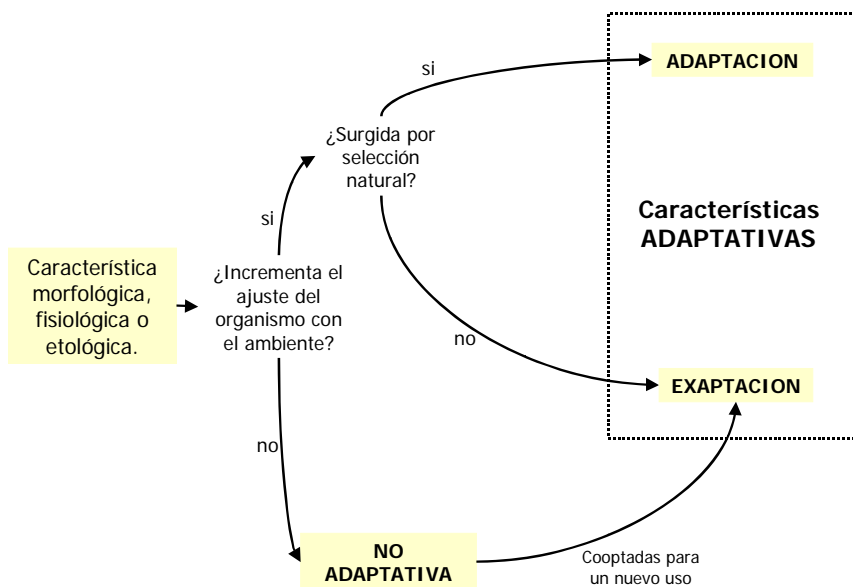 si
ADAPTACION
¿Surgida por
selección
natural?
si
Características
ADAPTATIVAS
Característica
morfológica,
fisiológica o
etológica.
¿Incrementa el
ajuste del
organismo con
el ambiente?
no
EXAPTACION
no
NO
ADAPTATIVA
Cooptadas para
un nuevo uso